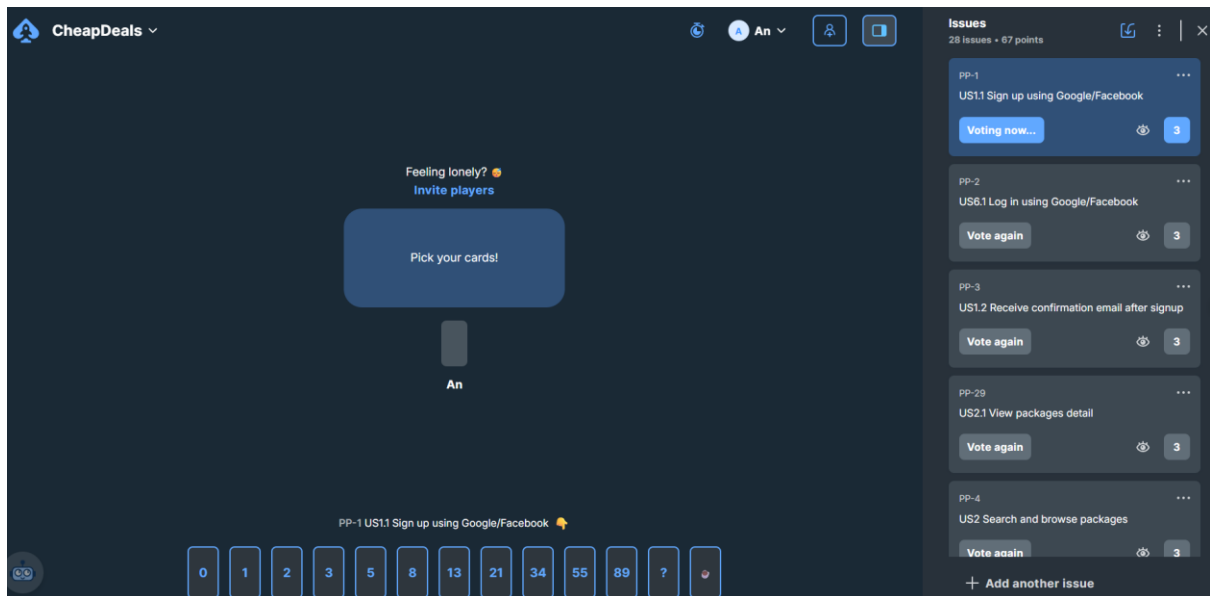 CheapDeals
A An
Feeling lonely?
Invite players
Pick your cards!
An
PP-1 US1.1 Sign up using Google/Facebook
0 1 2 3 5 8 13 21 34 55 89 ?
Issues
28 issues • 67 points
PP-1
US1.1 Sign up using Google/Facebook
Voting now... 3
PP-2
US6.1 Log in using Google/Facebook
Vote again 3
PP-3
US1.2 Receive confirmation email after signup
Vote again 3
PP-29
US2.1 View packages detail
Vote again 3
PP-4
US2 Search and browse packages
Vote again 3
Add another issue